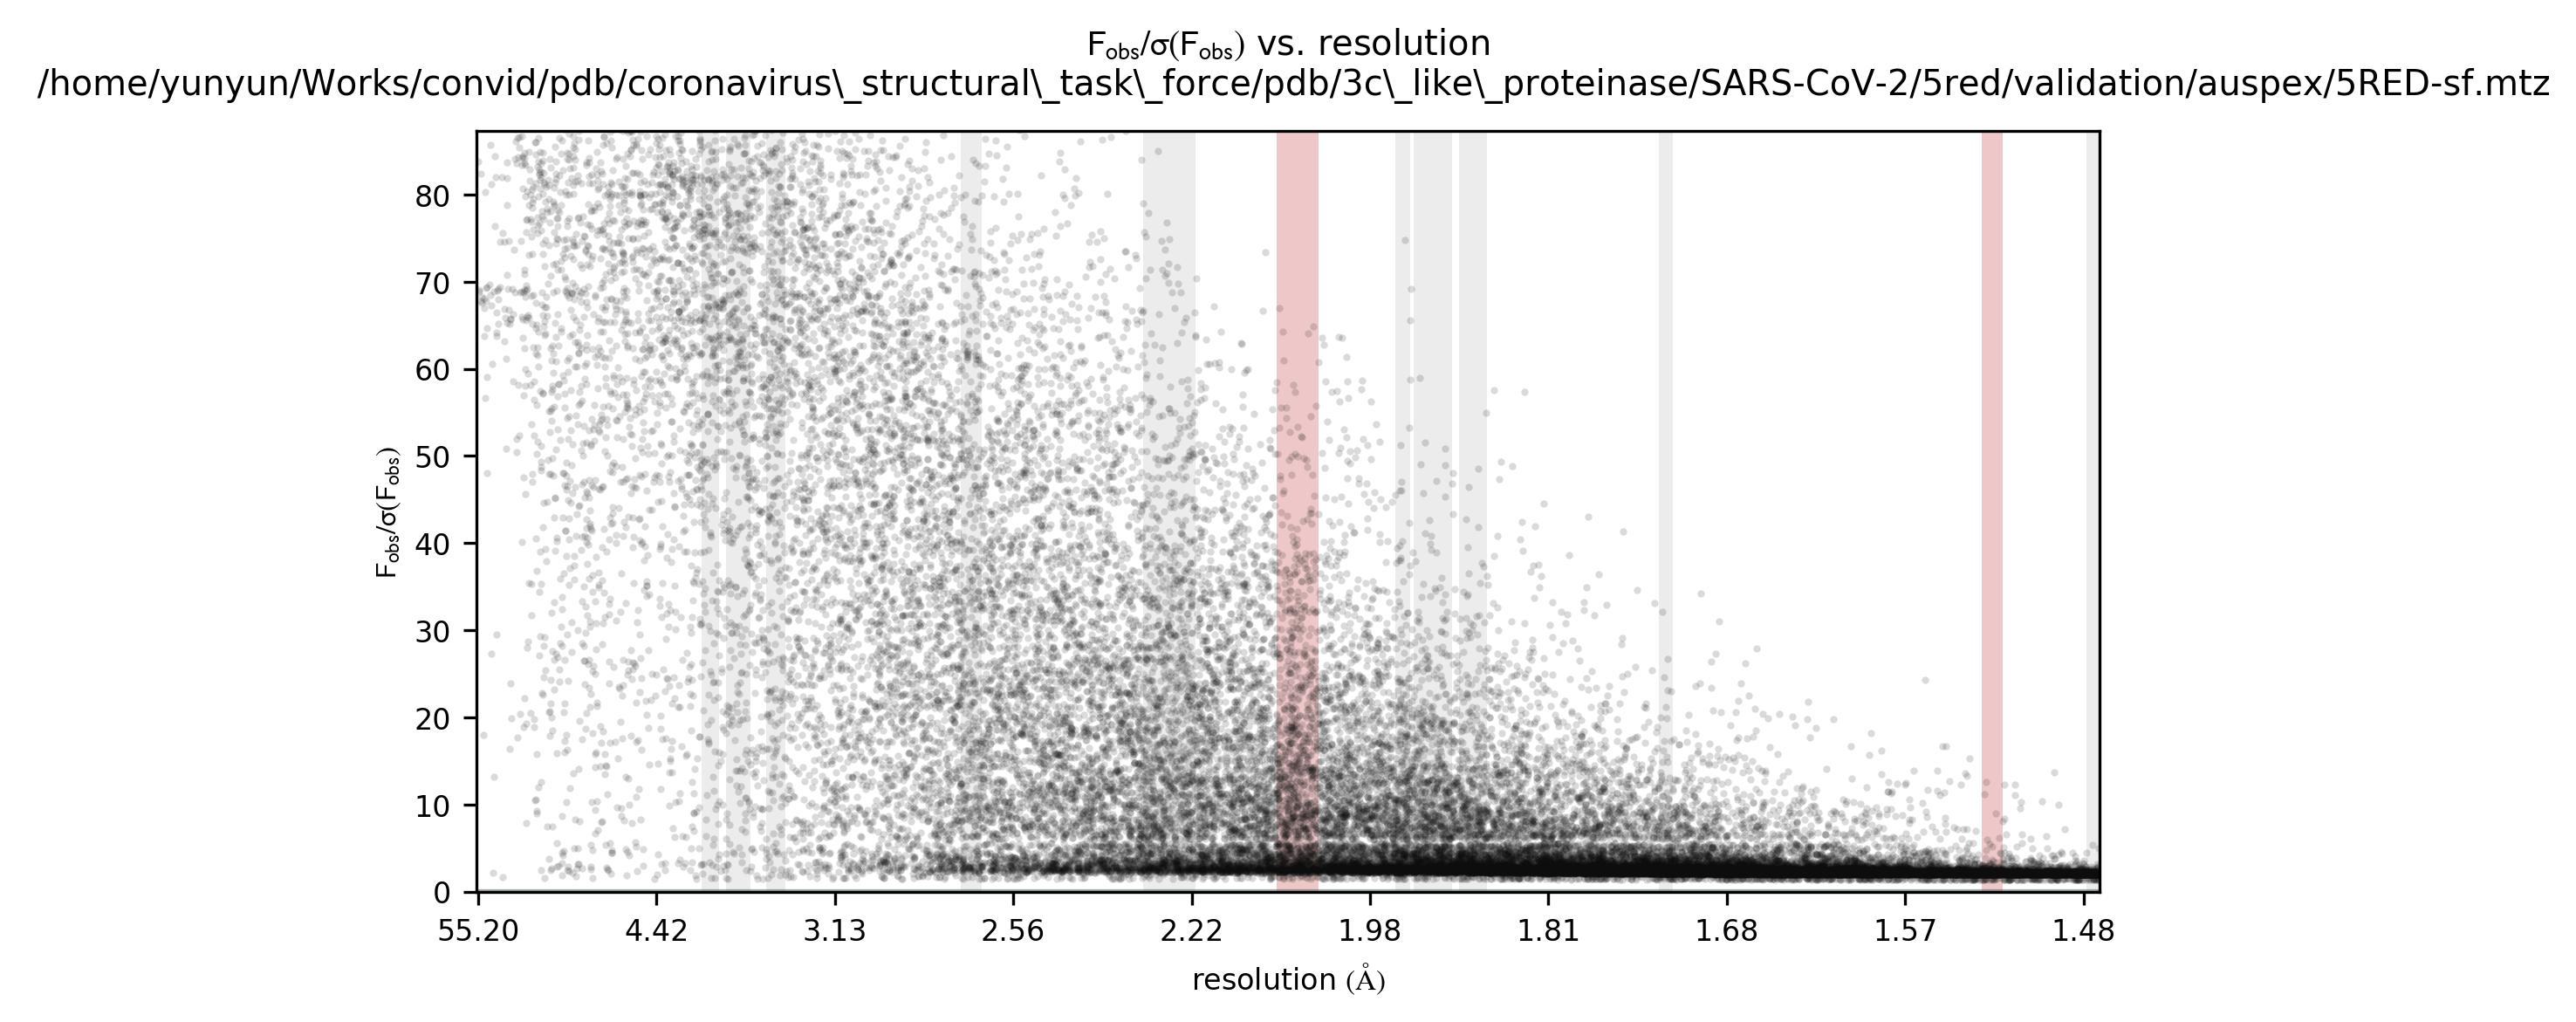 Fobs/σ(Fobs) vs. resolution
/home/yunyun/Works/convid/pdb/coronavirus\_structural\_task\_force/pdb/3c\_like\_proteinase/SARS-CoV-2/5red/validation/auspex/5RED-sf.mtz
Fobs/σ(Fobs)
80
70
60
50
40
30
20
10
0
55.20 4.42 3.13 2.56 2.22 1.98 1.81 1.68 1.57 1.48
resolution (Å)